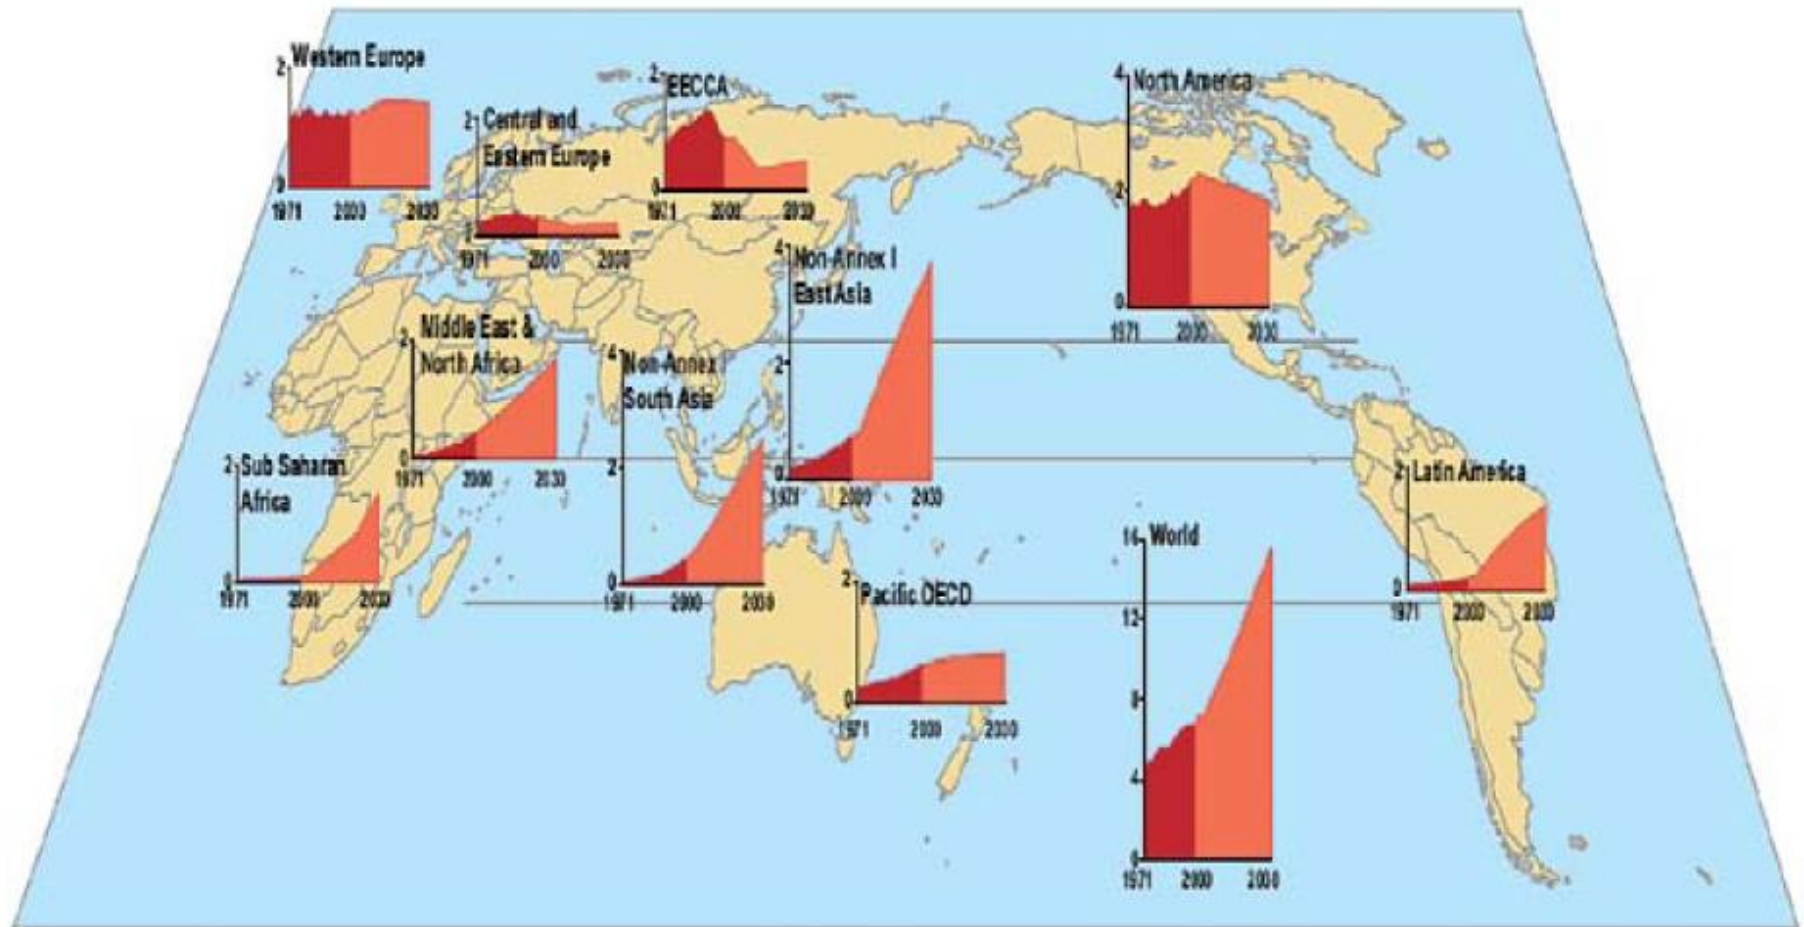 Western Europe
2
0
1971 2000 2030
Central and
Eastern Europe
2
0
1971 2000 2030
EECCA
2
0
1971 2000 2030
North America
4
2
0
1971 2000 2030
Middle East &
North Africa
2
0
1971 2000 2030
Non-Annex I
South Asia
4
2
0
1971 2000 2030
Non-Annex I
East Asia
4
2
0
1971 2000 2030
Sub Saharan
Africa
2
0
1971 2000 2030
Pacific OECD
2
0
1971 2000 2030
World
16
12
8
4
0
1971 2000 2030
Latin America
2
0
1971 2000 2030